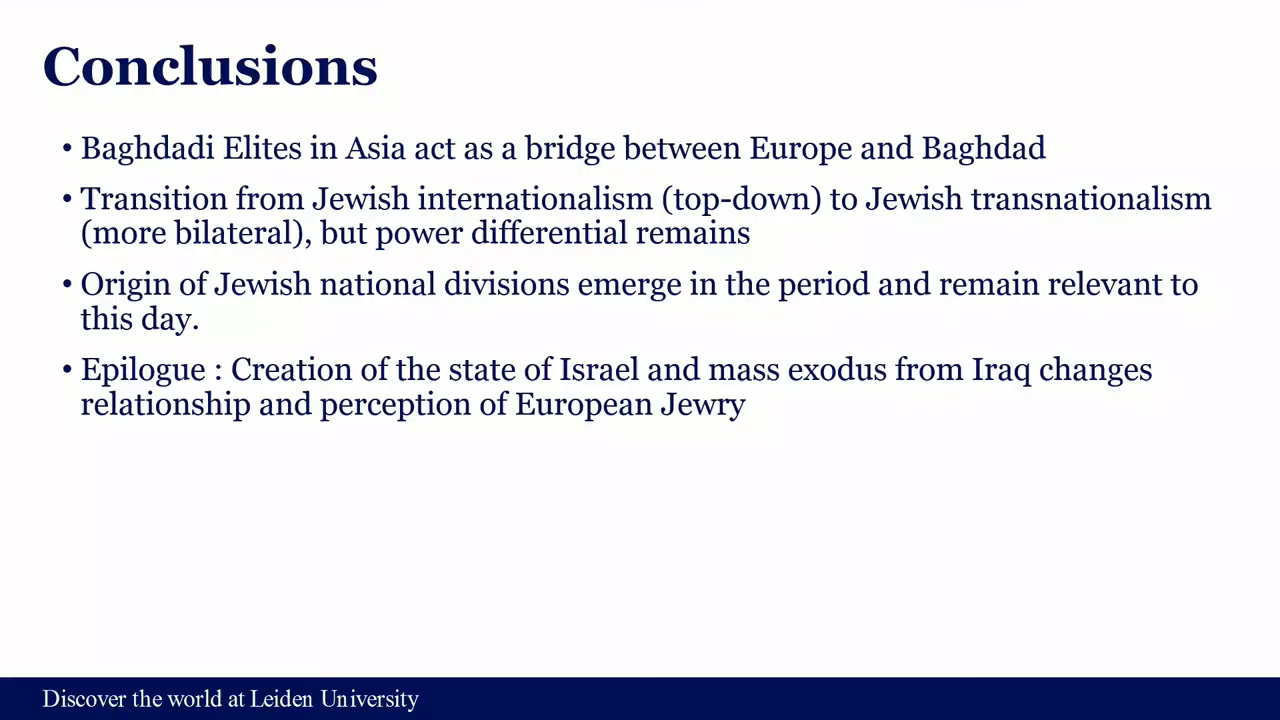 Conclusions
• Baghdadi Elites in Asia act as a bridge between Europe and Baghdad
• Transition from Jewish internationalism (top-down) to Jewish transnationalism
(more bilateral), but power differential remains
• Origin of Jewish national divisions emerge in the period and remain relevant to
this day.
• Epilogue : Creation of the state of Israel and mass exodus from Iraq changes
relationship and perception of European Jewry
Discover the world at Leiden University